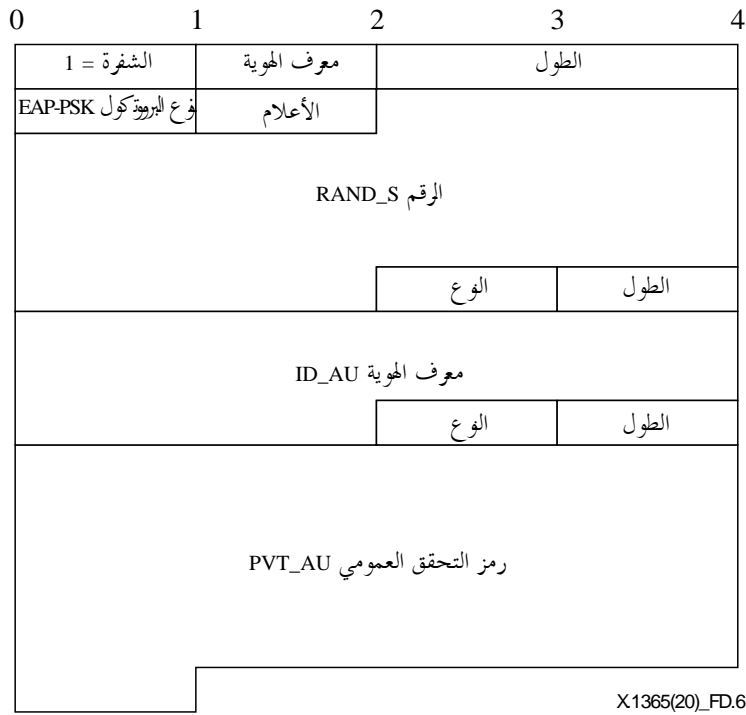 0 1 2 3 4
الشفرة = 1 معرف الهوية الطول
نوع البروتوكول EAP-PSK الأعلام
الرقم RAND_S
النوع الطول
معرف الهوية ID_AU
النوع الطول
رمز التحقق العمومي PVT_AU
X.1365(20)_FD.6